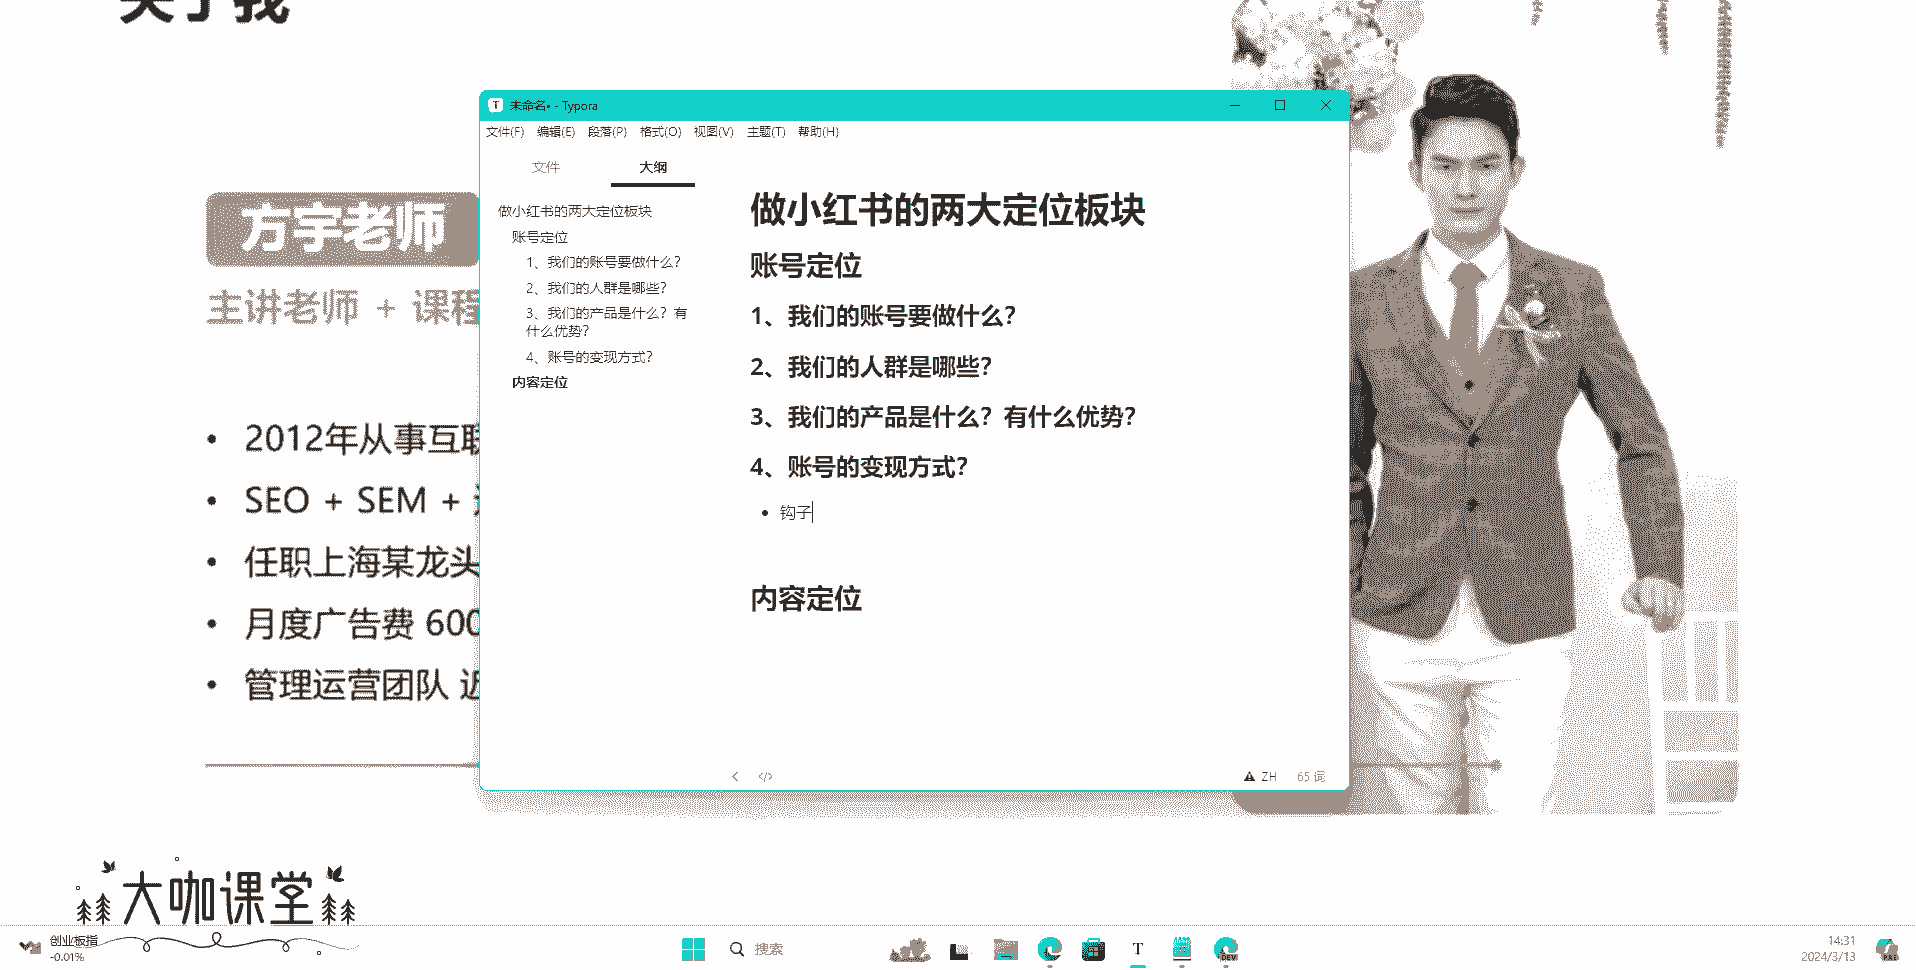 关于我
方宇老师
主讲老师 + 课程
• 2012年从事互联
• SEO + SEM +
• 任职上海某龙头
• 月度广告费 600
• 管理运营团队 近
未命名• - Typora
文件(F) 编辑(E) 段落(P) 格式(O) 视图(V) 主题(T) 帮助(H)
文件 大纲
做小红书的两大定位板块
账号定位
1、我们的账号要做什么?
2、我们的人群是哪些?
3、我们的产品是什么？有
什么优势?
4、账号的变现方式?
内容定位
做小红书的两大定位板块
账号定位
1、我们的账号要做什么?
2、我们的人群是哪些?
3、我们的产品是什么？有什么优势?
4、账号的变现方式?
• 钩子
内容定位
ZH 65 词
大咖课堂
创业板指
-0.01%
搜索
T
DEV
14:31
2024/3/13
PRE